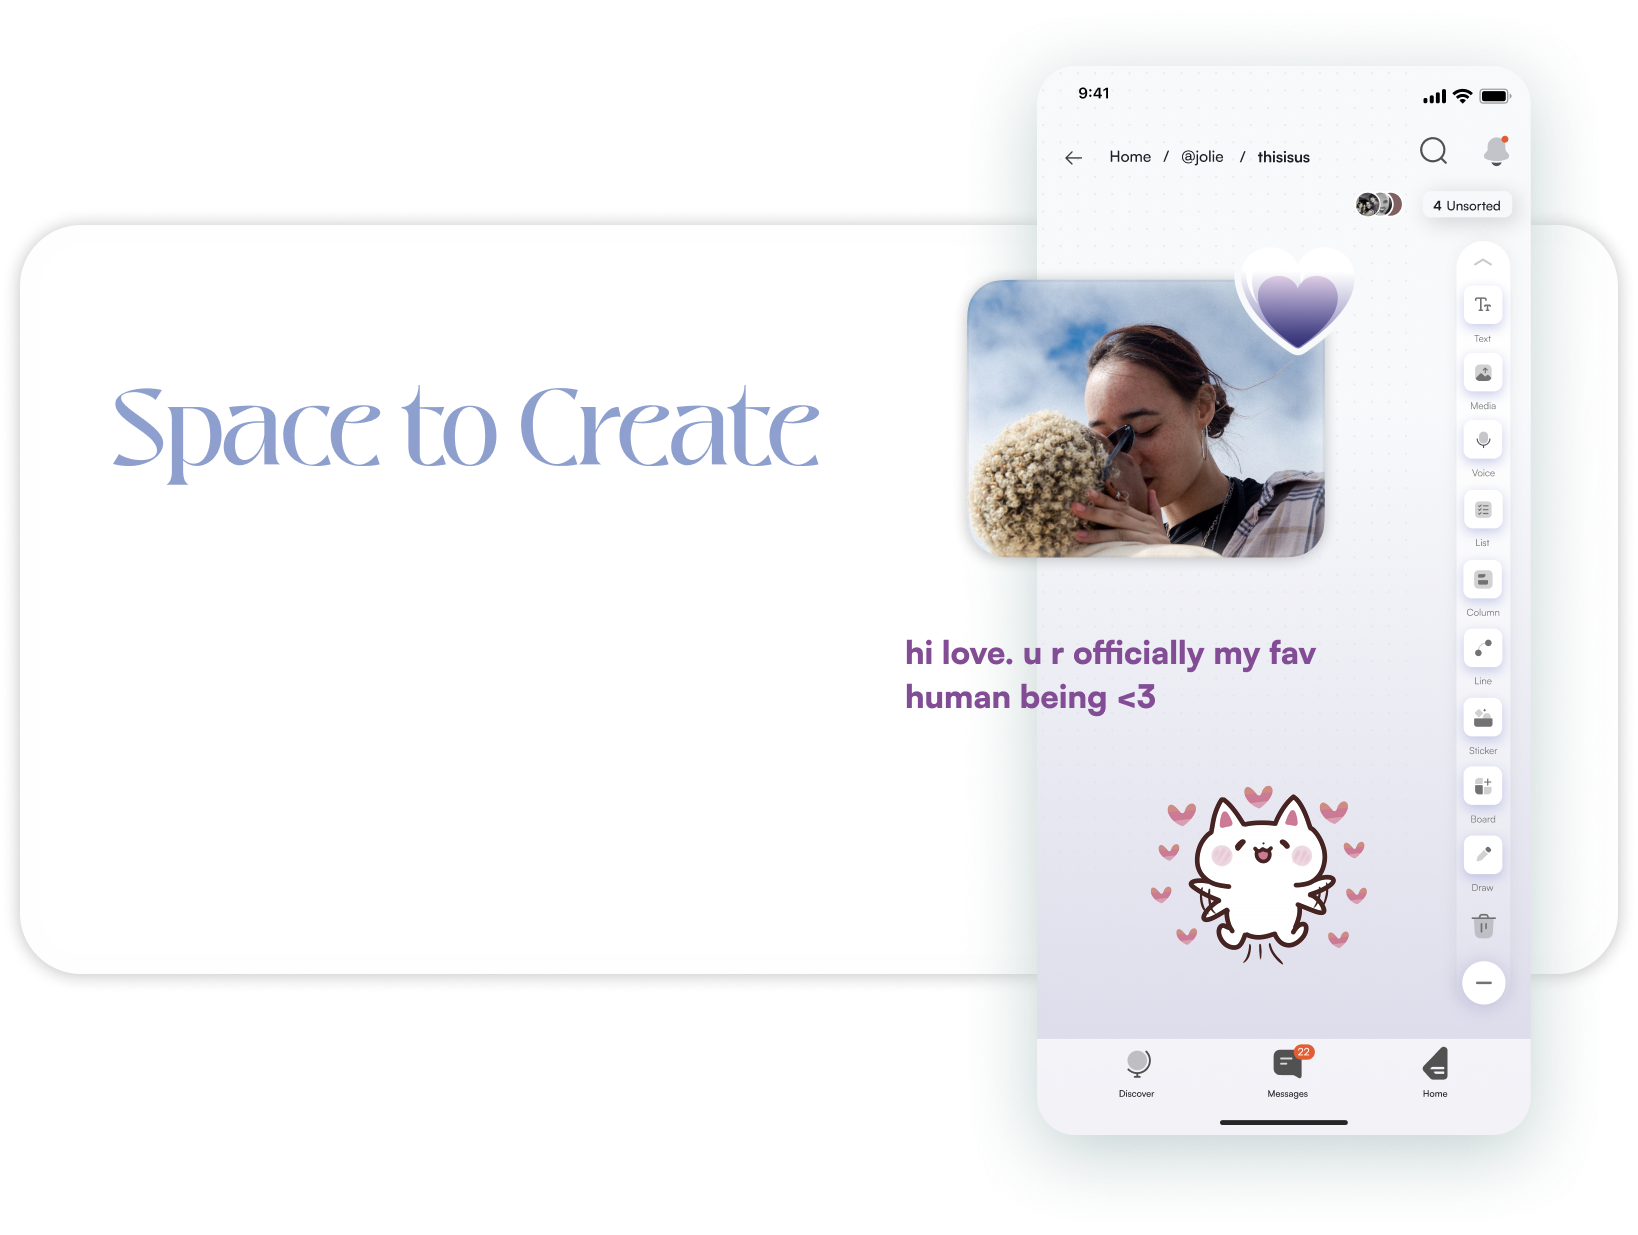 9:41
Home / @jolie / thisisus
4 Unsorted
Space to Create
hi love. u r officially my fav
human being <3
Text
Media
Voice
List
Column
Line
Sticker
Board
Draw
22
Discover
Messages
Home